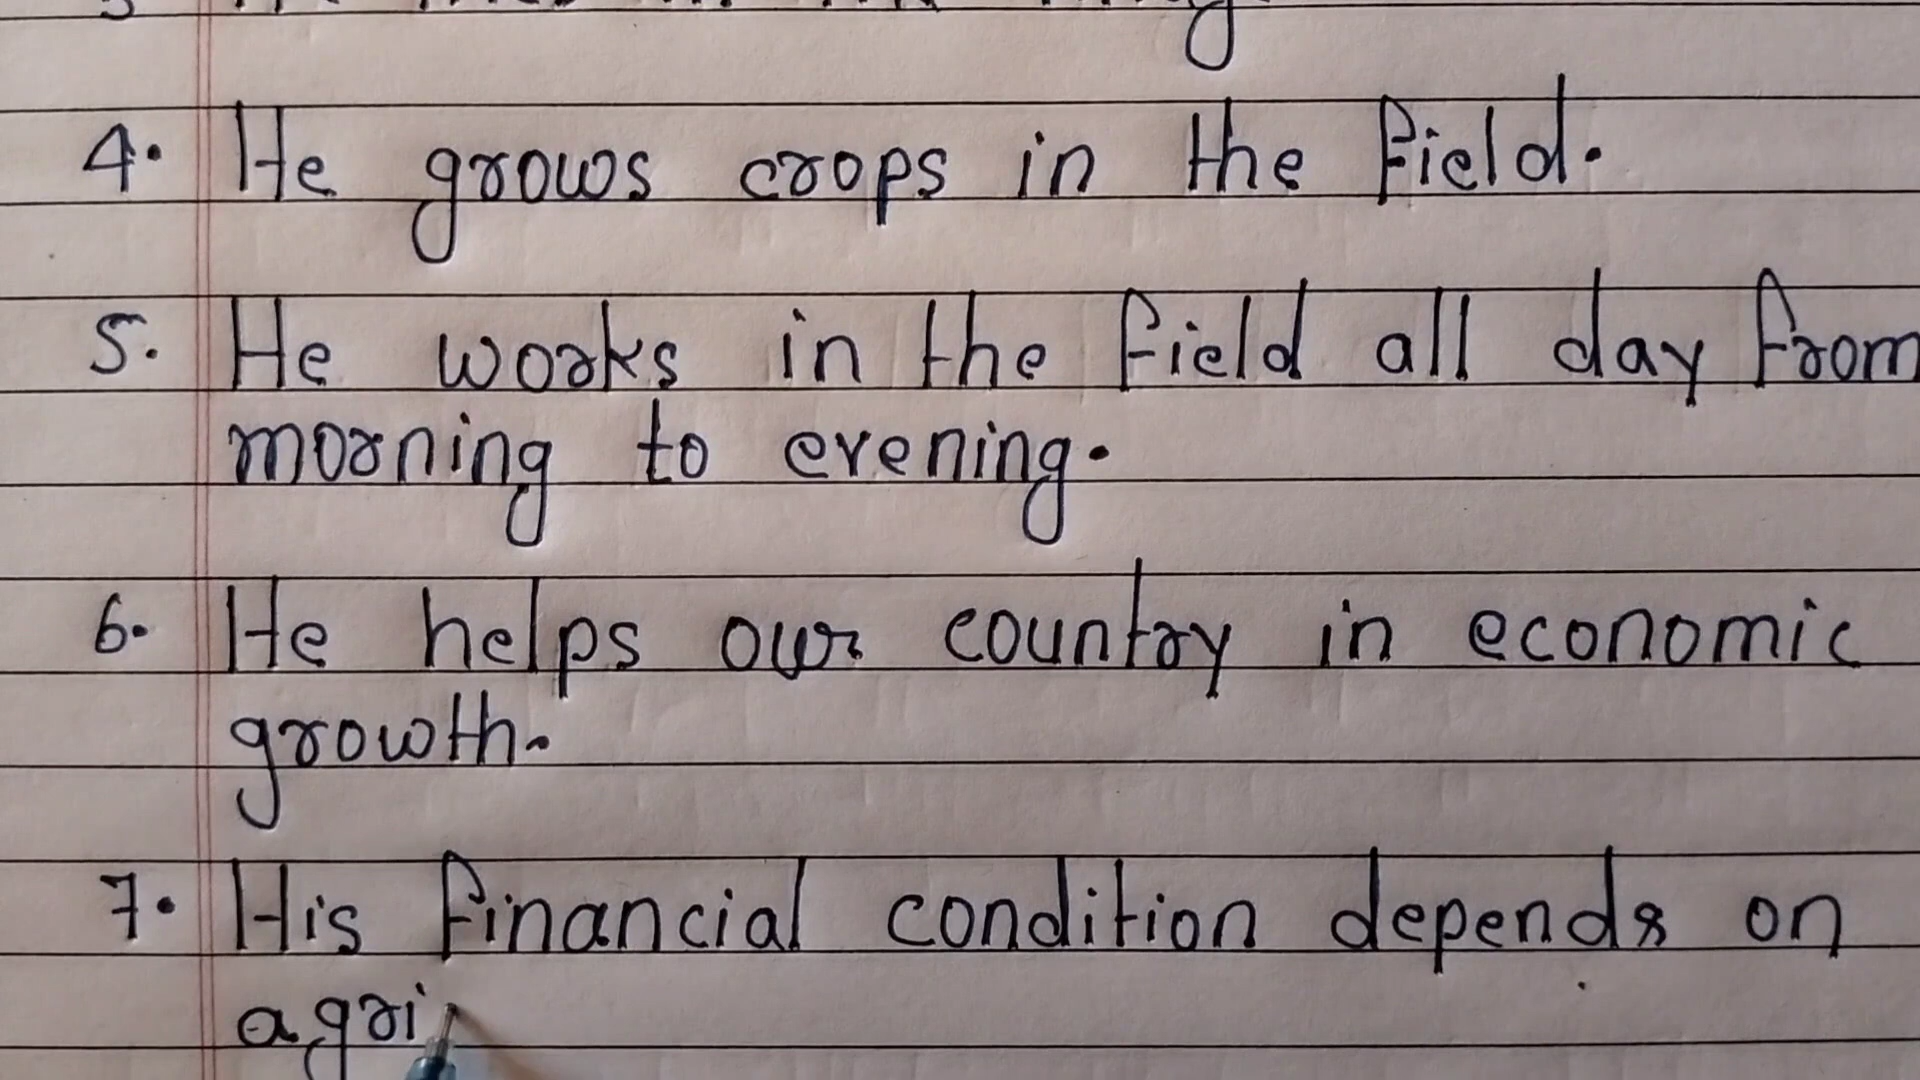 4. He grows crops in the field.
5. He works in the field all day from
morning to evening.
6. He helps our country in economic
growth.
7. His financial condition depends on
agri